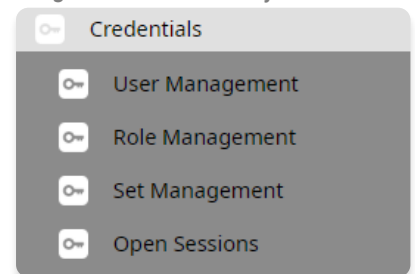 Credentials
User Management
Role Management
Set Management
Open Sessions